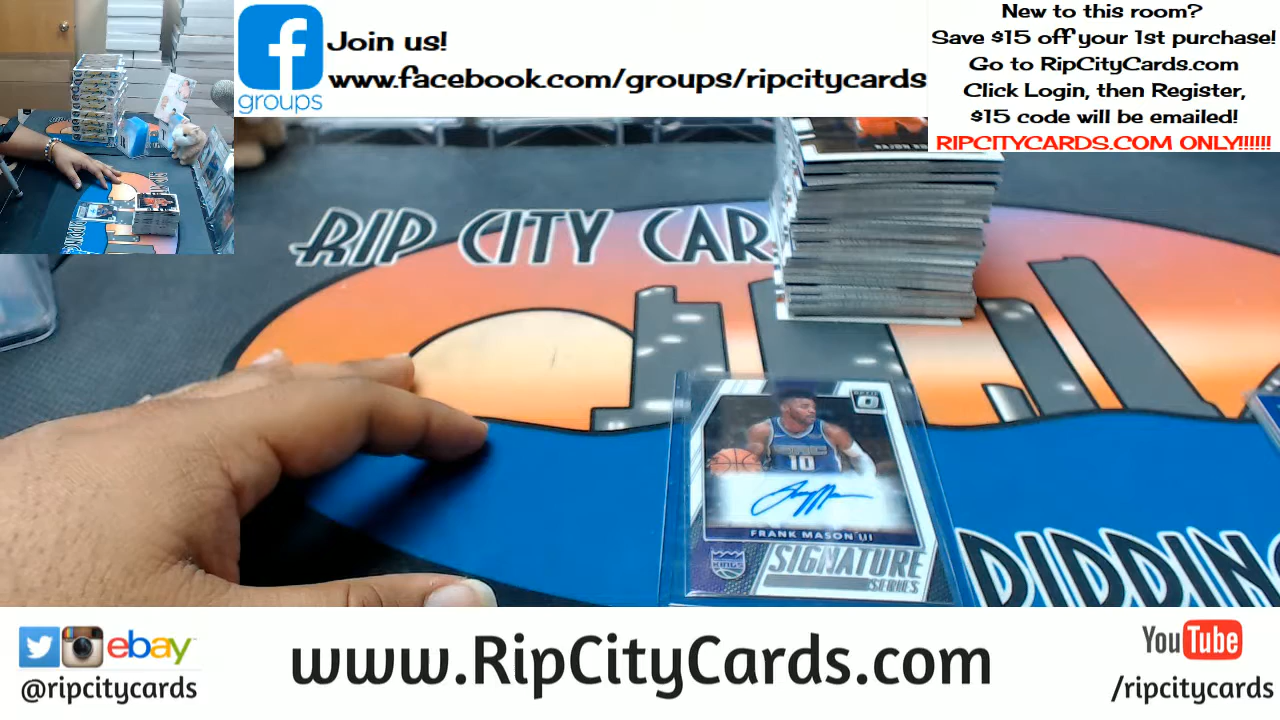 groups
Join us!
www.facebook.com/groups/ripcitycards
New to this room?
Save $15 off your 1st purchase!
Go to RipCityCards.com
Click Login, then Register,
$15 code will be emailed!
RIPCITYCARDS.COM ONLY!!!!!!
RIP CITY CAR
10
FRANK MASON III
KINGS
SIGNATURE
SERIES
DIDDING
ebay
@ripcitycards
www.RipCityCards.com
YouTube
/ripcitycards